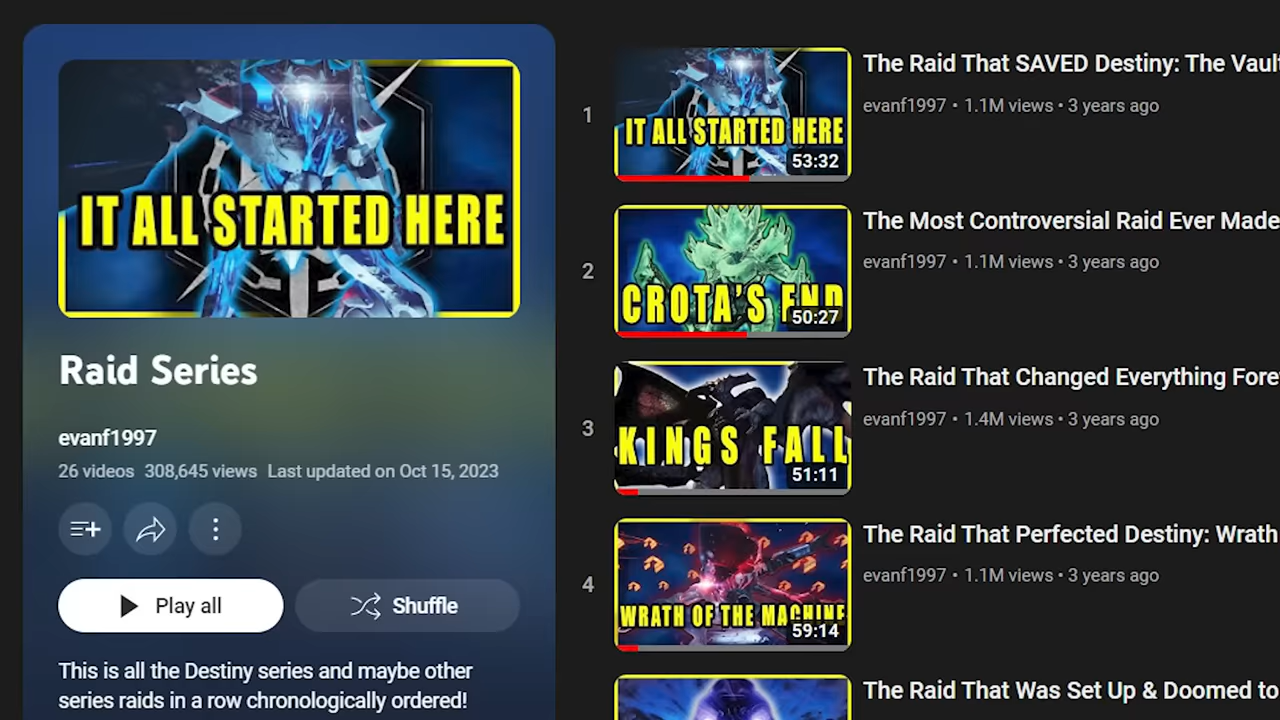 IT ALL STARTED HERE
Raid Series
evanf1997
26 videos 308,645 views Last updated on Oct 15, 2023
Play all
Shuffle
This is all the Destiny series and maybe other
series raids in a row chronologically ordered!
1
IT ALL STARTED HERE
53:32
The Raid That SAVED Destiny: The Vault
evanf1997 • 1.1M views • 3 years ago
2
CROTA'S END
50:27
The Most Controversial Raid Ever Made
evanf1997 • 1.1M views • 3 years ago
3
KINGS FALL
51:11
The Raid That Changed Everything Fore
evanf1997 • 1.4M views • 3 years ago
4
WRATH OF THE MACHINE
59:14
The Raid That Perfected Destiny: Wrath
evanf1997 • 1.1M views • 3 years ago
The Raid That Was Set Up & Doomed to